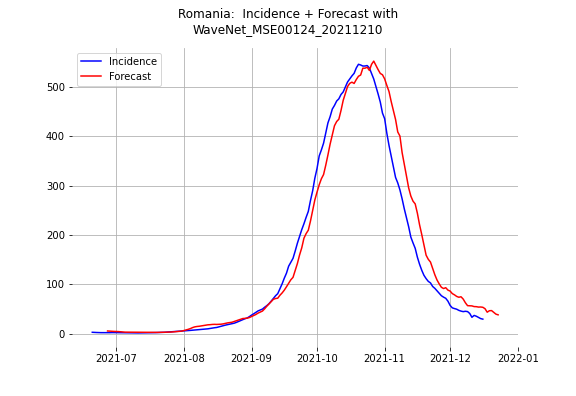 Romania:  Incidence + Forecast with
WaveNet_MSE00124_20211210
Incidence
Forecast
500
400
300
200
100
0
2021-07 2021-08 2021-09 2021-10 2021-11 2021-12 2022-01